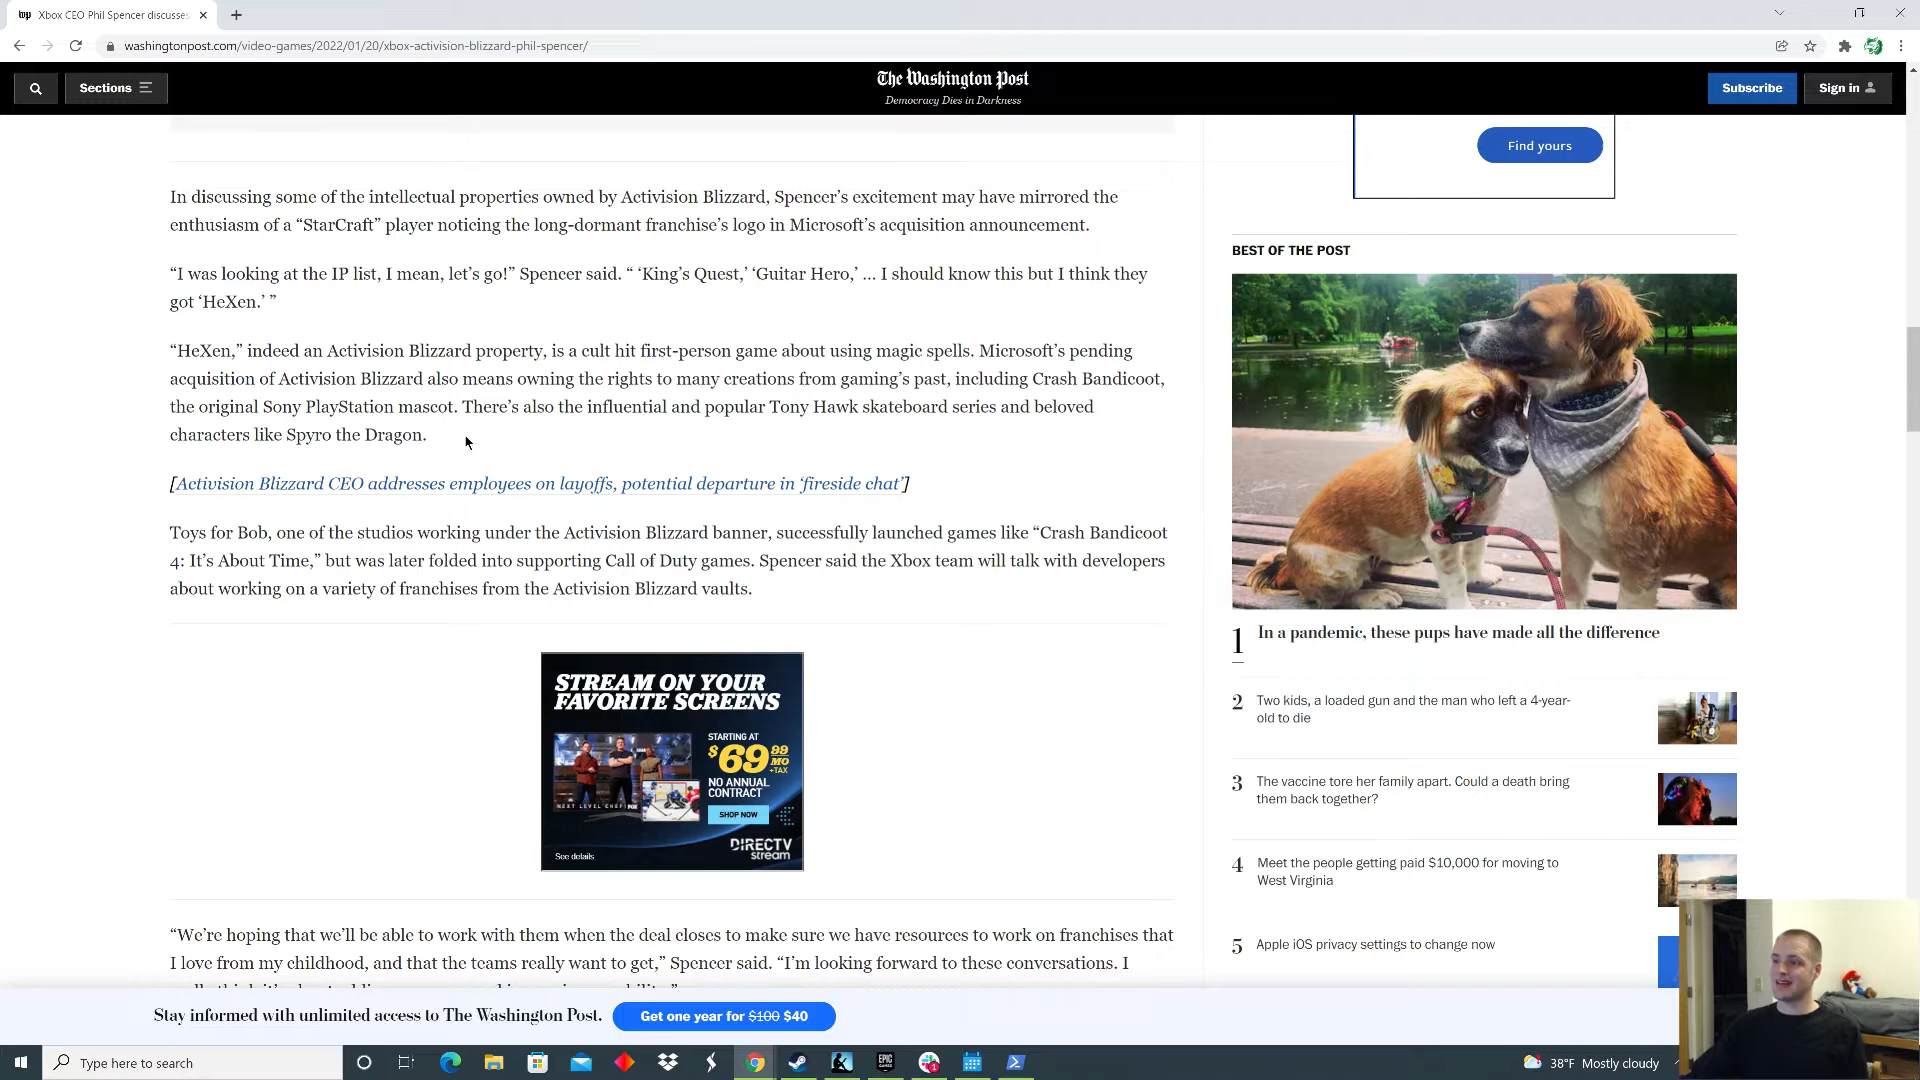 Xbox CEO Phil Spencer discusses
washingtonpost.com/video-games/2022/01/20/xbox-activision-blizzard-phil-spencer/
Sections
The Washington Post
Democracy Dies in Darkness
Subscribe
Sign in
Find yours
In discussing some of the intellectual properties owned by Activision Blizzard, Spencer’s excitement may have mirrored the
enthusiasm of a “StarCraft” player noticing the long-dormant franchise’s logo in Microsoft’s acquisition announcement.
“I was looking at the IP list, I mean, let’s go!” Spencer said. “ ‘King’s Quest,’ ‘Guitar Hero,’ … I should know this but I think they
got ‘HeXen.’ ”
“HeXen,” indeed an Activision Blizzard property, is a cult hit first-person game about using magic spells. Microsoft’s pending
acquisition of Activision Blizzard also means owning the rights to many creations from gaming’s past, including Crash Bandicoot,
the original Sony PlayStation mascot. There’s also the influential and popular Tony Hawk skateboard series and beloved
characters like Spyro the Dragon.
[Activision Blizzard CEO addresses employees on layoffs, potential departure in ‘fireside chat’]
Toys for Bob, one of the studios working under the Activision Blizzard banner, successfully launched games like “Crash Bandicoot
4: It’s About Time,” but was later folded into supporting Call of Duty games. Spencer said the Xbox team will talk with developers
about working on a variety of franchises from the Activision Blizzard vaults.
STREAM ON YOUR
FAVORITE SCREENS
STARTING AT
$69 99 MO +TAX
NO ANNUAL
CONTRACT
NEXT LEVEL CHEF FOX
SHOP NOW
DIRECTV
stream
See details
“We’re hoping that we’ll be able to work with them when the deal closes to make sure we have resources to work on franchises that
I love from my childhood, and that the teams really want to get,” Spencer said. “I’m looking forward to these conversations. I
BEST OF THE POST
1 In a pandemic, these pups have made all the difference
2 Two kids, a loaded gun and the man who left a 4-year-
old to die
3 The vaccine tore her family apart. Could a death bring
them back together?
4 Meet the people getting paid $10,000 for moving to
West Virginia
5 Apple iOS privacy settings to change now
Stay informed with unlimited access to The Washington Post.
Get one year for $100 $40
Type here to search
EPIC GAMES
1
38°F Mostly cloudy